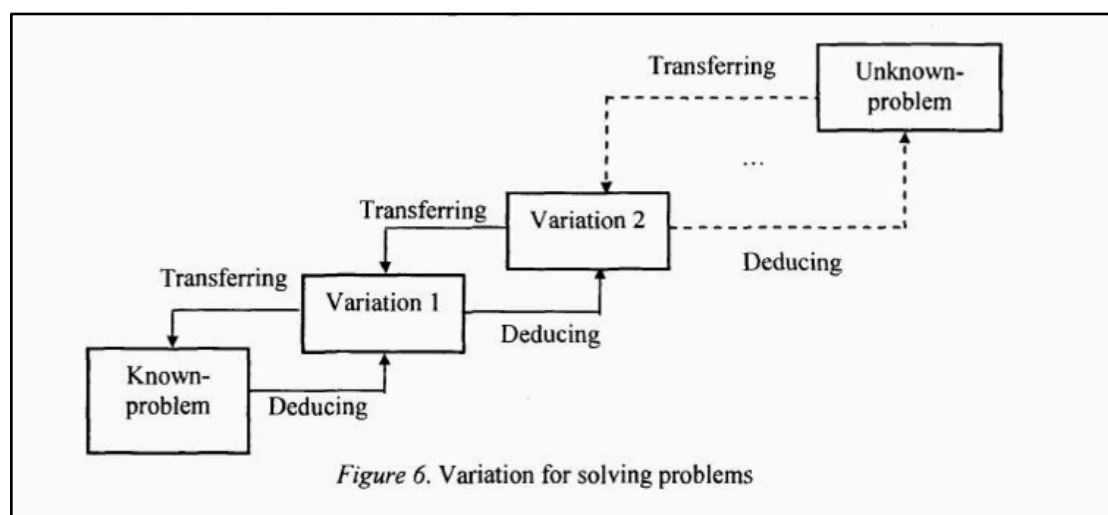 Transferring
Unknown-
problem
...
Transferring
Variation 2
Deducing
Transferring
Variation 1
Deducing
Known-
problem
Deducing
Figure 6. Variation for solving problems